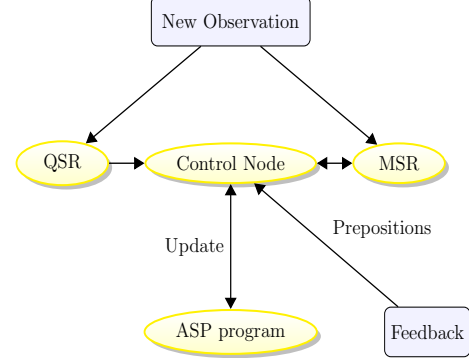 New Observation
QSR
Control Node
MSR
Prepositions
Update
ASP program
Feedback